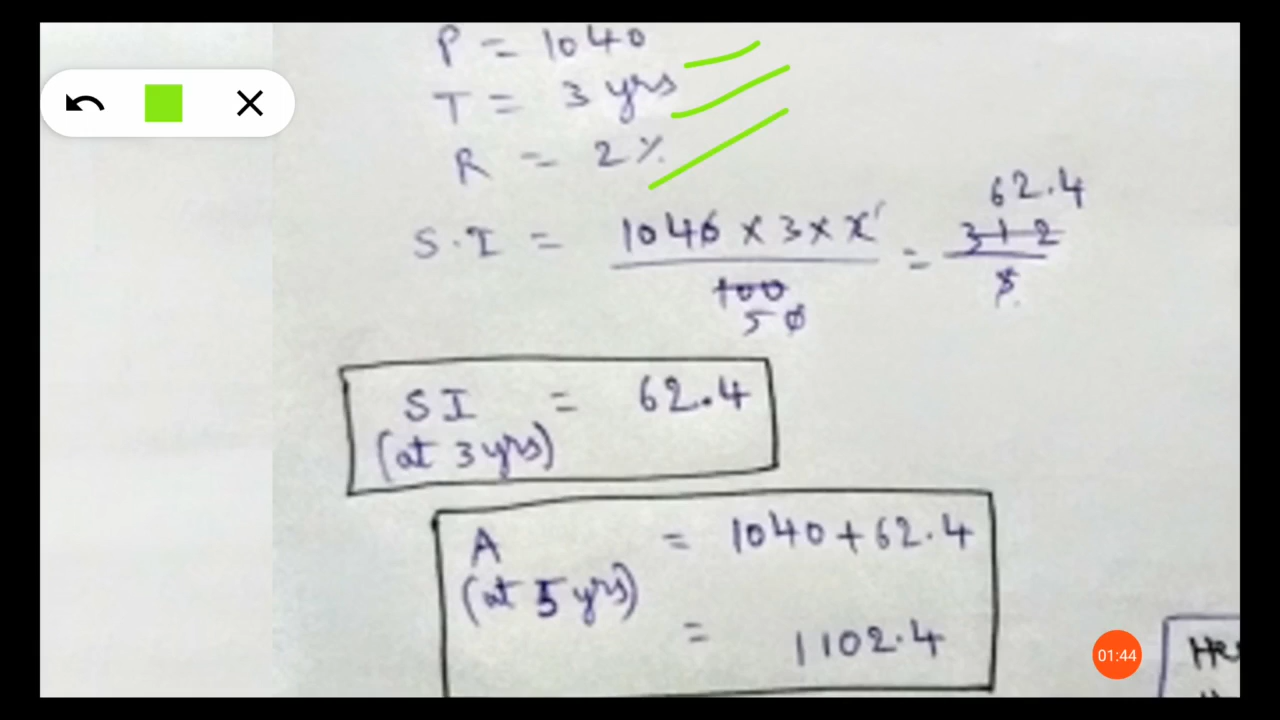 P = 1040
T = 3 yrs
R = 2%
S.I = 1040 × 3 × 2 1 / 100 50 = 312 / 5 62.4
SI = 62.4
(at 3 yrs)
A = 1040 + 62.4
(at 5 yrs)
= 1102.4
01:44